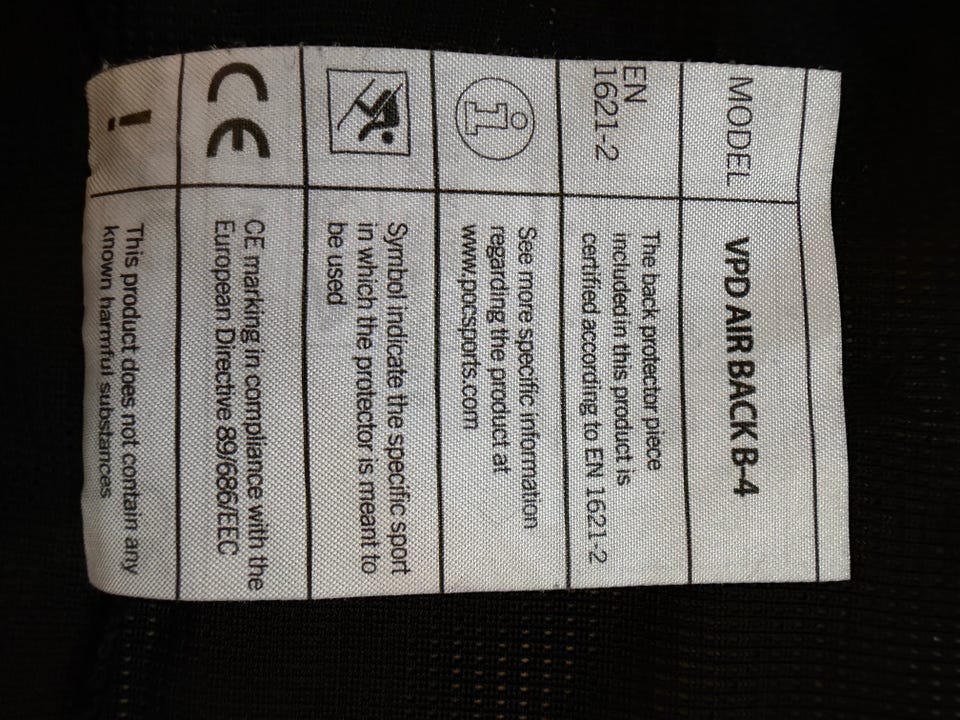 MODEL
VPD AIR BACK B-4
EN
1621-2
The back protector piece
included in this product is
certified according to EN 1621-2
i
See more specific information
regarding the product at
www.pocsports.com
Symbol indicate the specific sport
in which the protector is meant to
be used
CE
CE marking in compliance with the
European Directive 89/686/EEC
!
This product does not contain any
known harmful substances